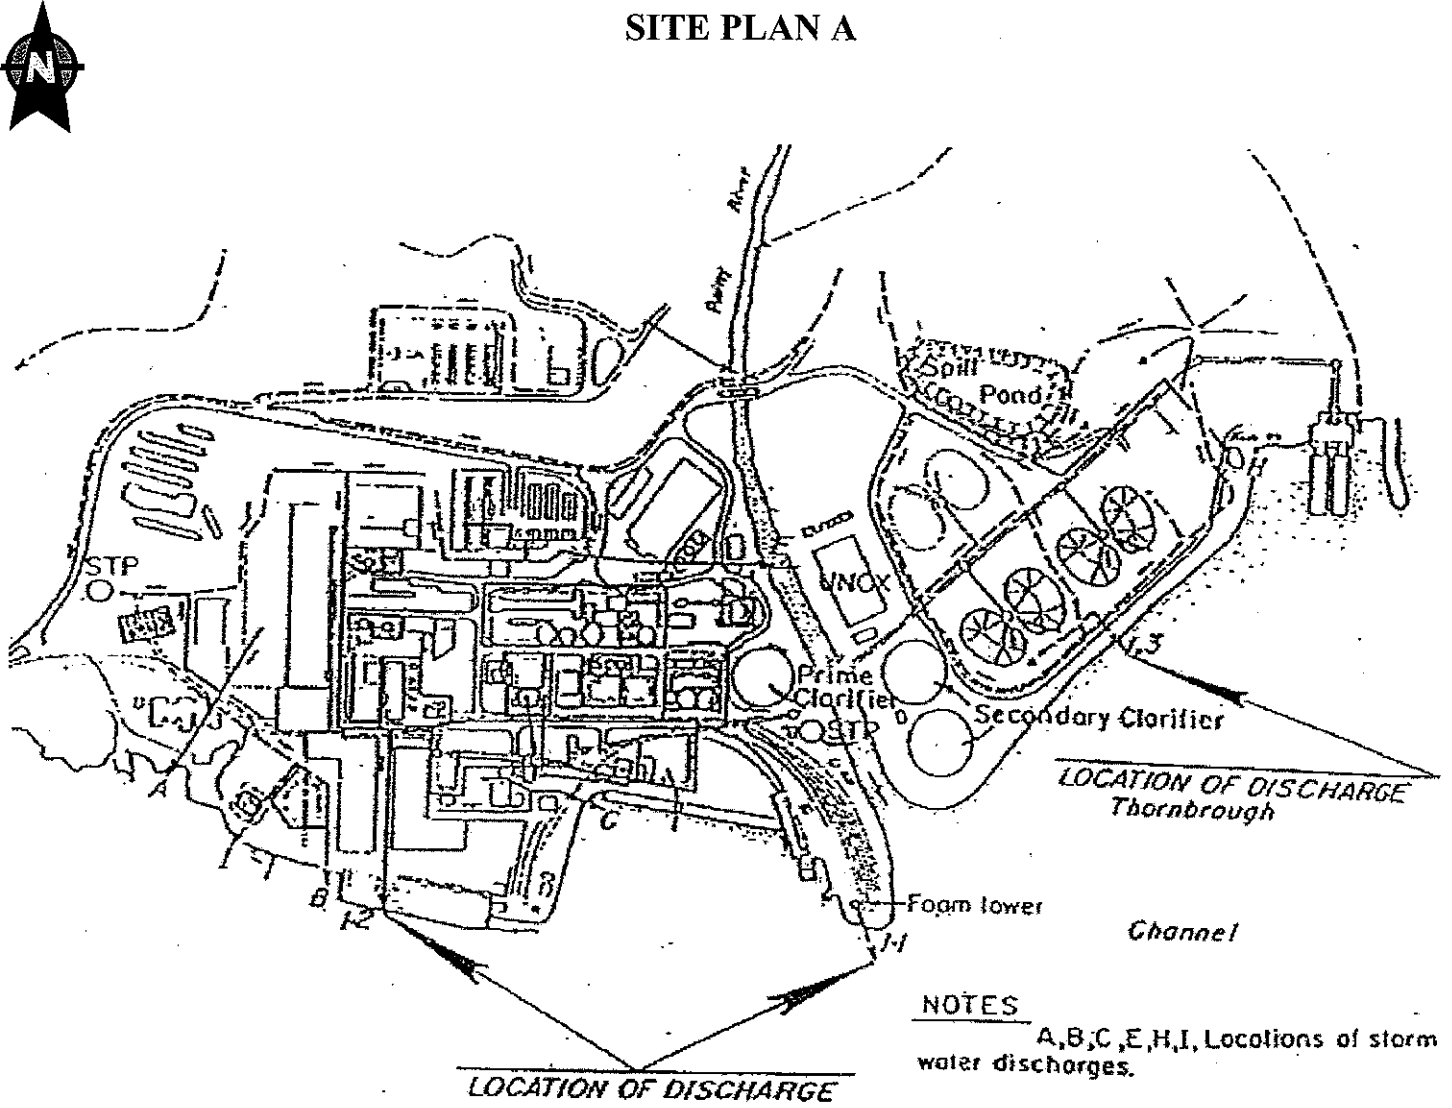 SITE PLAN A
N
River
Spill
Pond
H
STP
UNOX
1.3
Prime
Clarifier
Secondary Clarifier
STP
LOCATION OF DISCHARGE
Thornbrough
A
C
I
B
1-2
Foam tower
1-1
Channel
NOTES
A,B,C,E,H,I, Locations of storm
water discharges.
LOCATION OF DISCHARGE